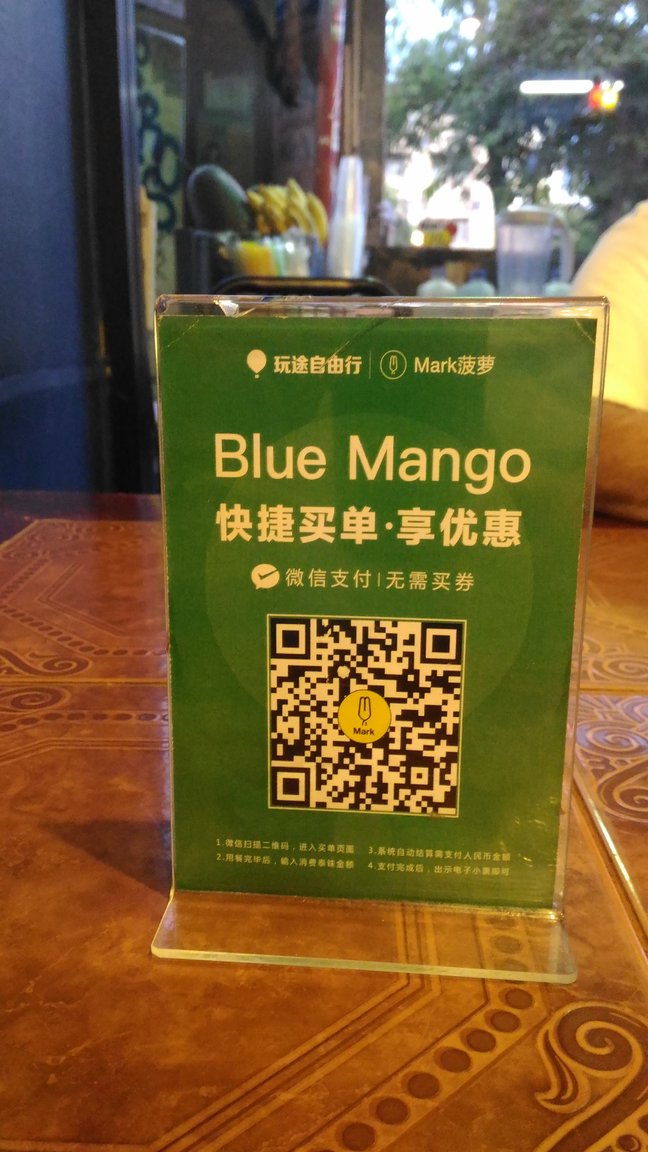 玩途自由行 | Mark菠萝
Blue Mango
快捷买单·享优惠
微信支付|无需买券
Mark
1.微信扫描二维码，进入买单页面
2.用餐完毕后，输入消费泰铢金额
3.系统自动结算需支付人民币金额
4.支付完成后，出示电子小票即可